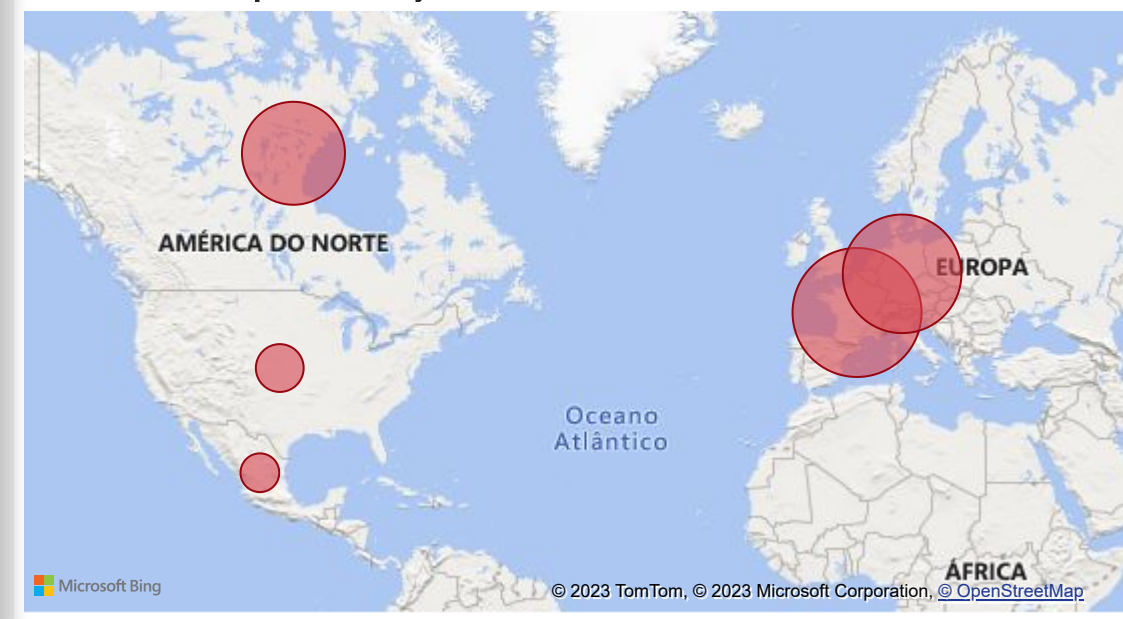 AMÉRICA DO NORTE
EUROPA
Oceano
Atlântico
ÁFRICA
Microsoft Bing
© 2023 TomTom, © 2023 Microsoft Corporation, © OpenStreetMap